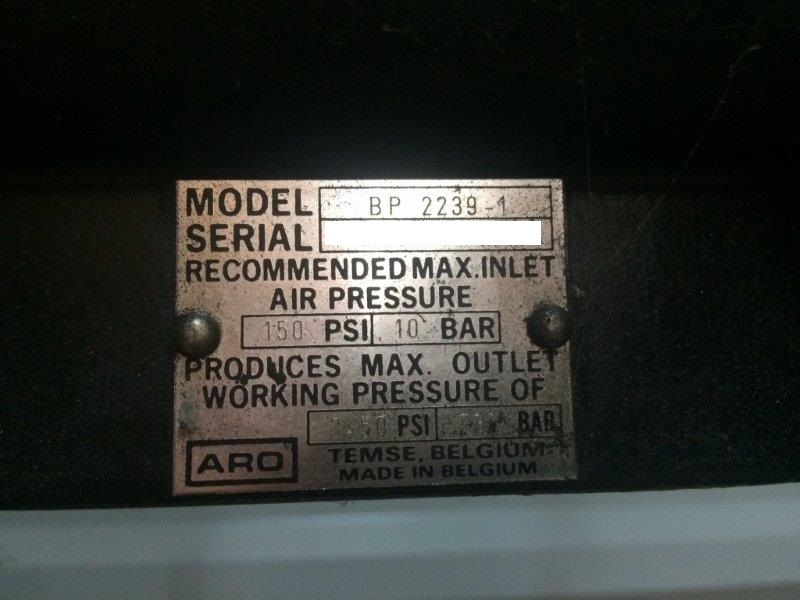 MODEL BP 2239-1
SERIAL
RECOMMENDED MAX. INLET
AIR PRESSURE
150 PSI 10 BAR
PRODUCES MAX. OUTLET
WORKING PRESSURE OF
PSI BAR
ARO TEMSE, BELGIUM
MADE IN BELGIUM